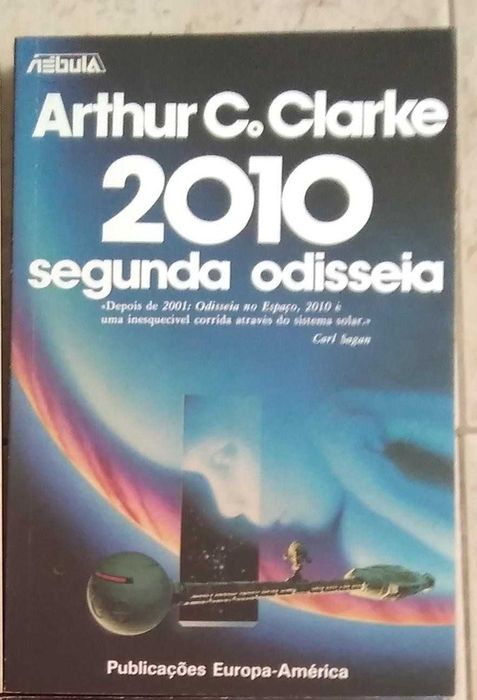 nébula
Arthur C. Clarke
2010
segunda odisseia
«Depois de 2001: Odisseia no Espaço, 2010 é
uma inesquecível corrida através do sistema solar.»
Carl Sagan
Publicações Europa-América